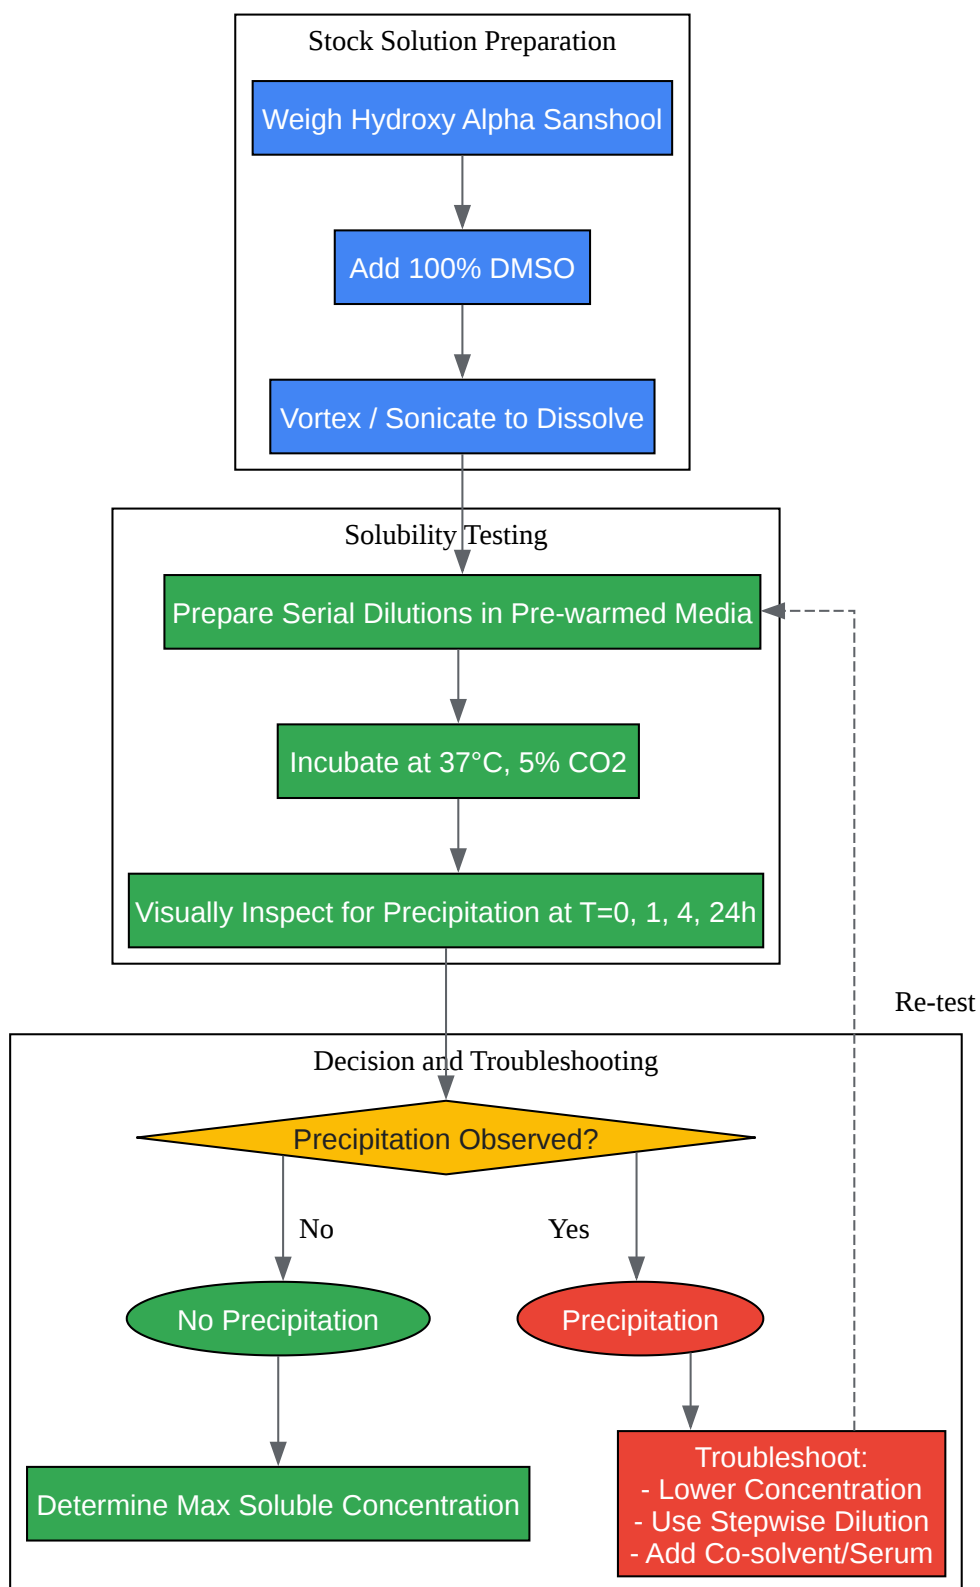 Stock Solution Preparation
Weigh Hydroxy Alpha Sanshool
Add 100% DMSO
Vortex / Sonicate to Dissolve
Solubility Testing
Prepare Serial Dilutions in Pre-warmed Media
Incubate at 37°C, 5% CO2
Visually Inspect for Precipitation at T=0, 1, 4, 24h
Re-test
Decision and Troubleshooting
Precipitation Observed?
No
Yes
No Precipitation
Precipitation
Determine Max Soluble Concentration
Troubleshoot:
- Lower Concentration
- Use Stepwise Dilution
- Add Co-solvent/Serum